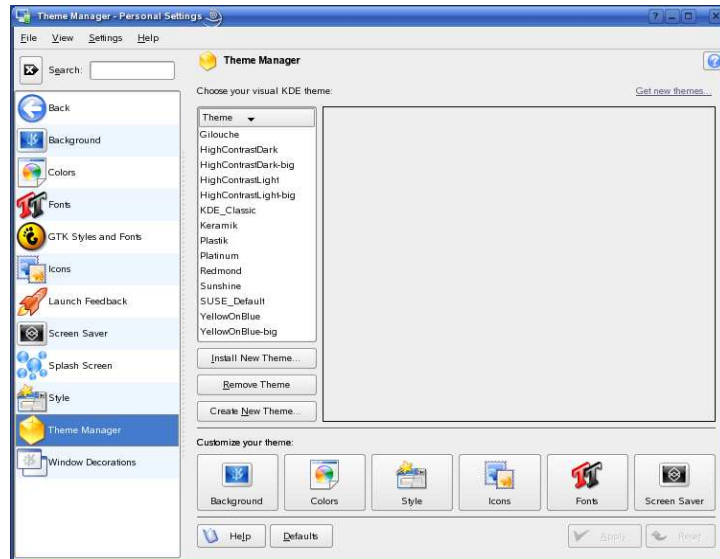 Theme Manager - Personal Settings
File View Settings Help
Search:
Back
Background
Colors
Fonts
GTK Styles and Fonts
Icons
Launch Feedback
Screen Saver
Splash Screen
Style
Theme Manager
Window Decorations
Theme Manager
Choose your visual KDE theme:
Get new themes...
Theme
Gilouche
HighContrastDark
HighContrastDark-big
HighContrastLight
HighContrastLight-big
KDE_Classic
Keramik
Plastik
Platinum
Redmond
Sunshine
SUSE_Default
YellowOnBlue
YellowOnBlue-big
Install New Theme...
Remove Theme
Create New Theme...
Customize your theme:
Background
Colors
Style
Icons
Fonts
Screen Saver
Help
Defaults
Apply
Reset